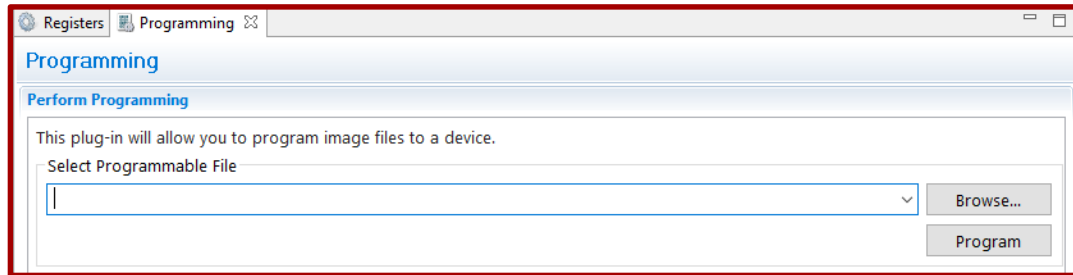 Registers Programming
Programming
Perform Programming
This plug-in will allow you to program image files to a device.
Select Programmable File
Browse...
Program